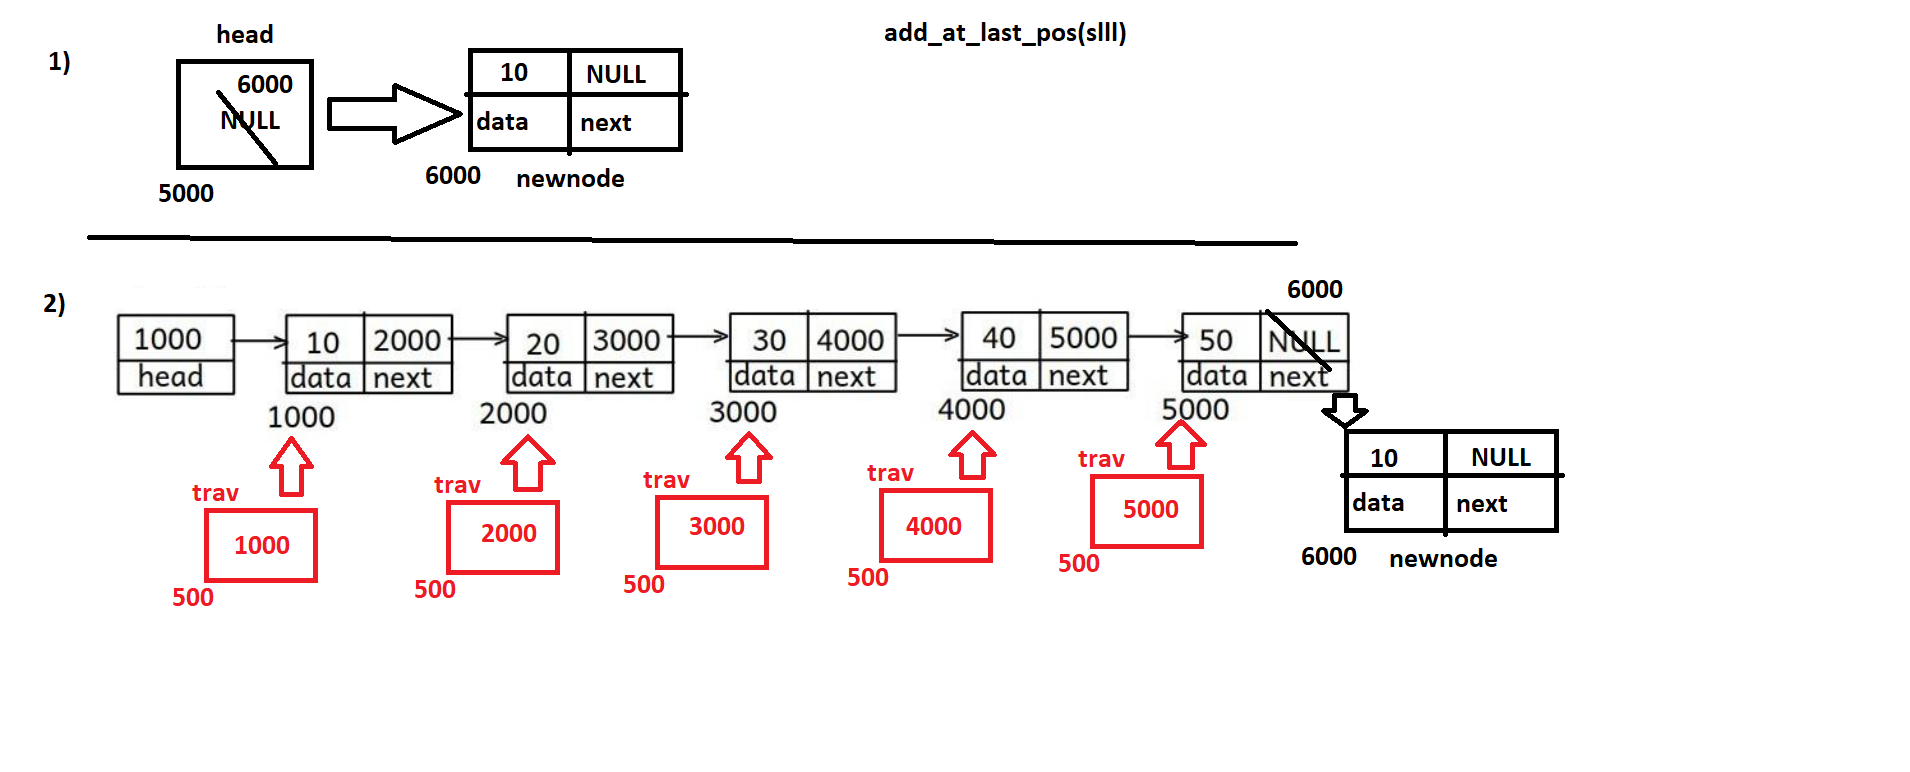 add_at_last_pos(slll)
1)
head
6000
NULL
5000
10 NULL
data next
6000 newnode
2)
6000
1000
head
10 2000
data next
1000
20 3000
data next
2000
30 4000
data next
3000
40 5000
data next
4000
50 NULL
data next
5000
trav
1000
500
trav
2000
500
trav
3000
500
trav
4000
500
trav
5000
500
10 NULL
data next
6000 newnode